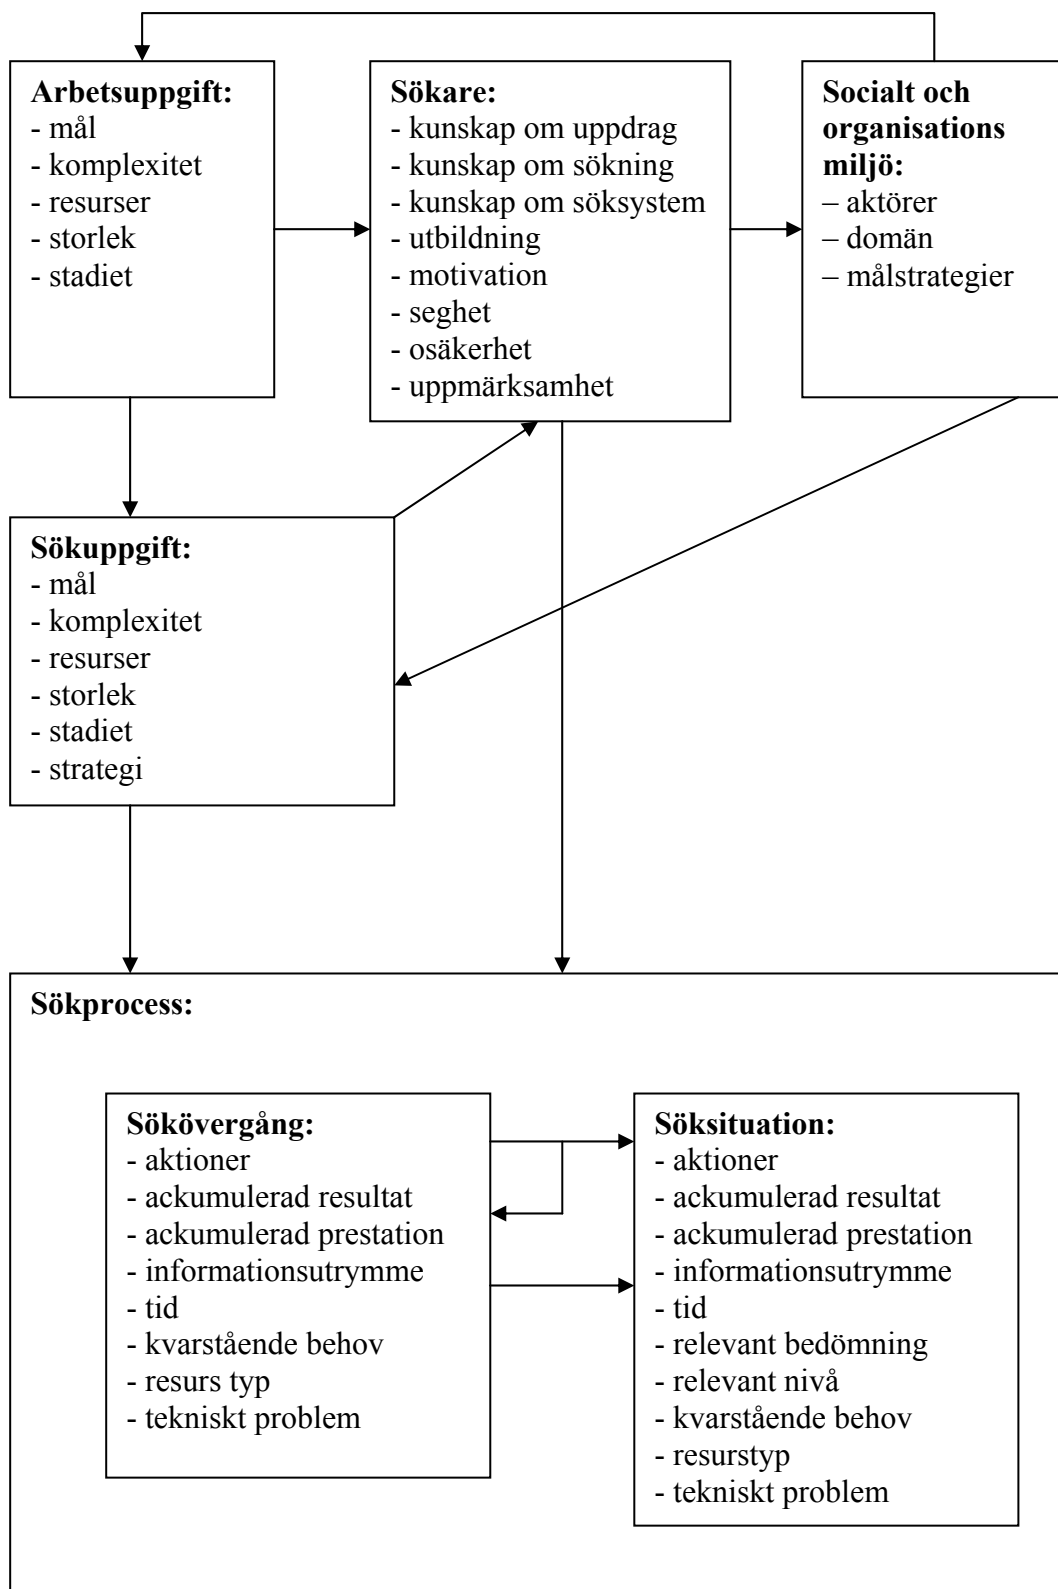 Arbetsuppgift:
- mål
- komplexitet
- resurser
- storlek
- stadiet
Sökare:
- kunskap om uppdrag
- kunskap om sökning
- kunskap om söksystem
- utbildning
- motivation
- seghet
- osäkerhet
- uppmärksamhet
Socialt och
organisations
miljö:
– aktörer
– domän
– målstrategier
Sökuppgift:
- mål
- komplexitet
- resurser
- storlek
- stadiet
- strategi
Sökprocess:
Sökövergång:
- aktioner
- ackumulerad resultat
- ackumulerad prestation
- informationsutrymme
- tid
- kvarstående behov
- resurs typ
- tekniskt problem
Söksituation:
- aktioner
- ackumulerad resultat
- ackumulerad prestation
- informationsutrymme
- tid
- relevant bedömning
- relevant nivå
- kvarstående behov
- resurstyp
- tekniskt problem